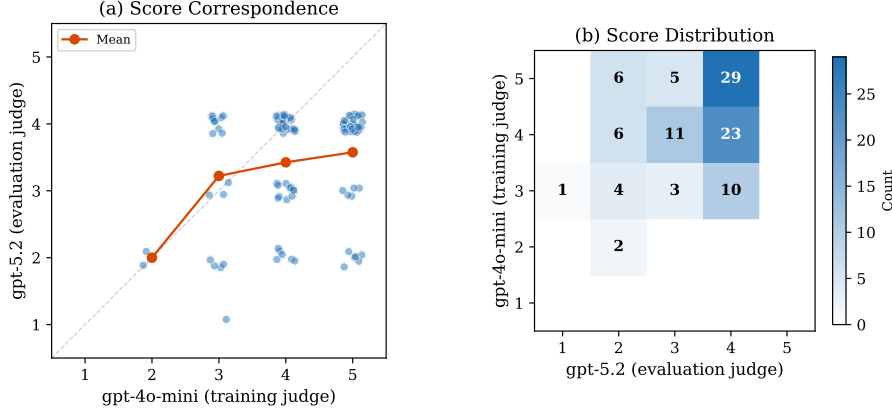 (a) Score Correspondence
Mean
5
4
3
2
1
1 2 3 4 5
gpt-5.2 (evaluation judge)
gpt-4o-mini (training judge)
(b) Score Distribution
5
4
3
2
1
6 5 29
6 11 23
1 4 3 10
2
1 2 3 4 5
gpt-4o-mini (training judge)
gpt-5.2 (evaluation judge)
25
20
15
10
5
0
Count